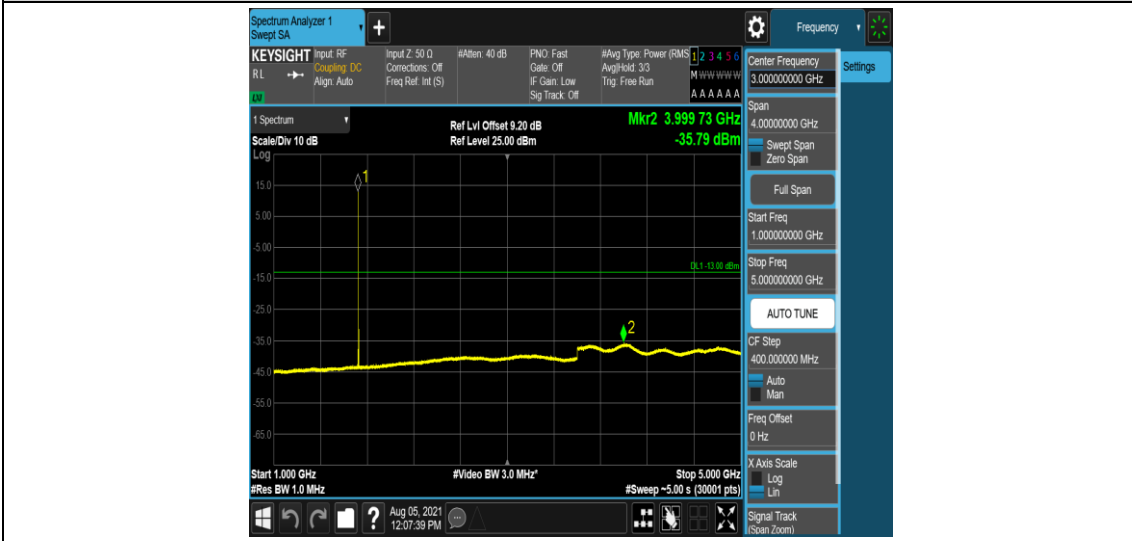 Spectrum Analyzer 1
Swept SA
+
Frequency
KEYSIGHT
RL
Input: RF
Coupling: DC
Align: Auto
Input Z: 50 Ω
Corrections: Off
Freq Ref: Int (S)
#Atten: 40 dB
PNO: Fast
Gate: Off
IF Gain: Low
Sig Track: Off
#Avg Type: Power (RMS
Avg|Hold: 3/3
Trig: Free Run
1 2 3 4 5 6
M W W W W W
A A A A A A
1 Spectrum
Scale/Div 10 dB
Log
Ref Lvl Offset 9.20 dB
Ref Level 25.00 dBm
Mkr2 3.999 73 GHz
-35.79 dBm
1
15.0
5.00
-5.00
DL1 -13.00 dBm
-15.0
-25.0
2
-35.0
-45.0
-55.0
-65.0
Start 1.000 GHz
#Res BW 1.0 MHz
#Video BW 3.0 MHz*
Stop 5.000 GHz
#Sweep ~5.00 s (30001 pts)
?
Aug 05, 2021
12:07:39 PM
Center Frequency
3.000000000 GHz
Settings
Span
4.00000000 GHz
Swept Span
Zero Span
Full Span
Start Freq
1.000000000 GHz
Stop Freq
5.000000000 GHz
AUTO TUNE
CF Step
400.000000 MHz
Auto
Man
Freq Offset
0 Hz
X Axis Scale
Log
Lin
Signal Track
(Span Zoom)